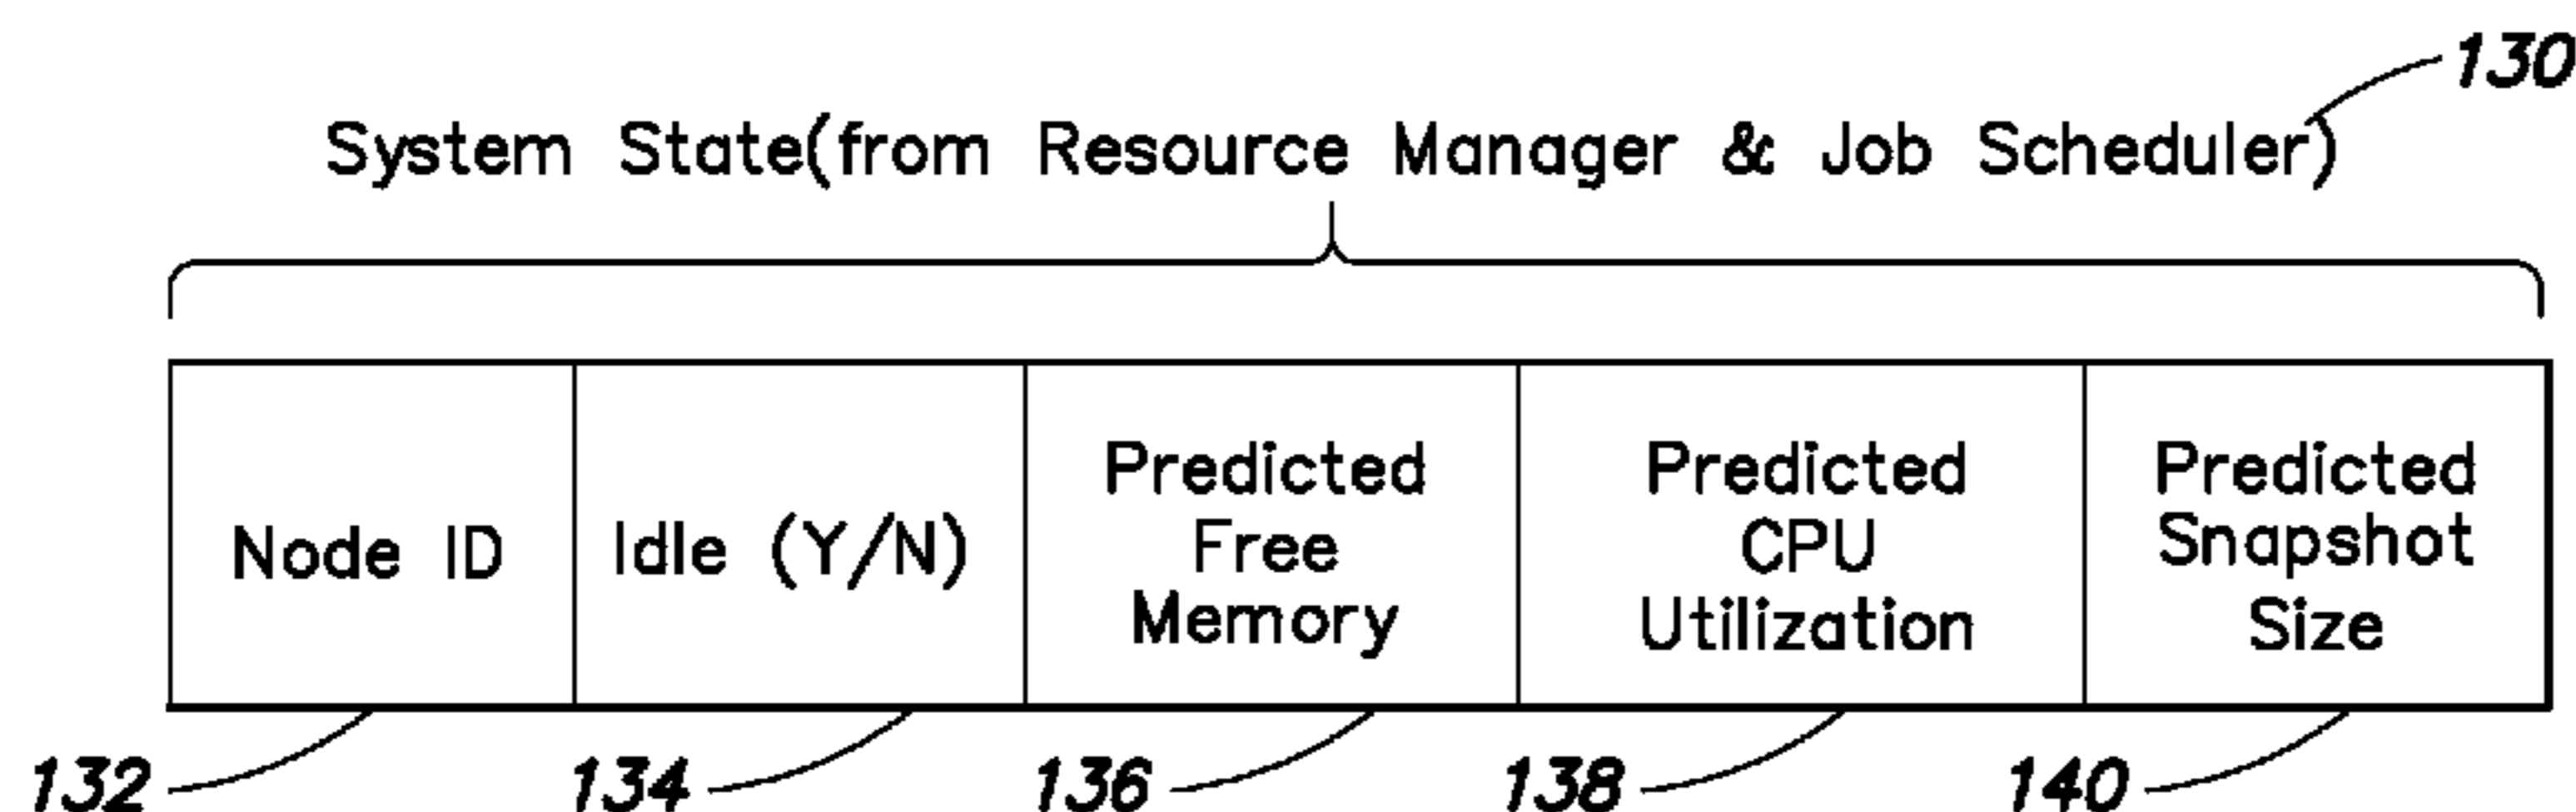 130
System State(from Resource Manager & Job Scheduler)
Node ID
Idle (Y/N)
Predicted
Free
Memory
Predicted
CPU
Utilization
Predicted
Snapshot
Size
132
134
136
138
140